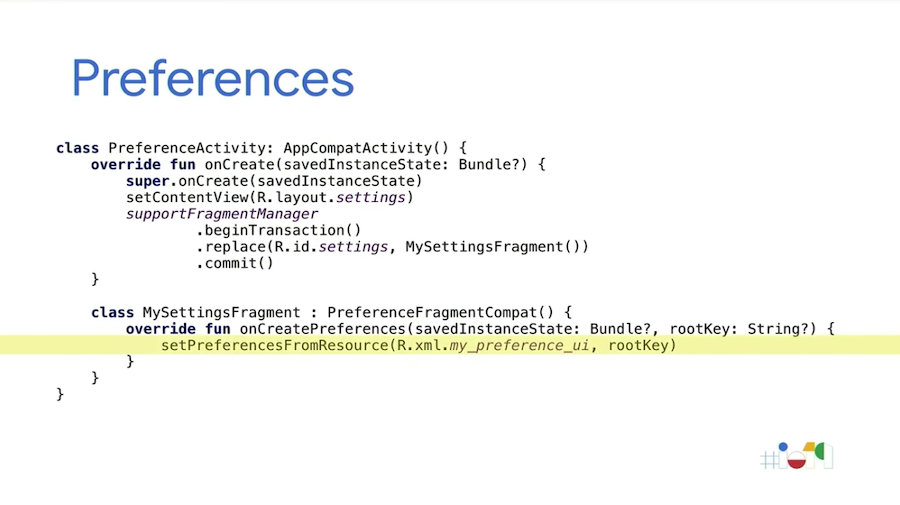 Preferences
class PreferenceActivity: AppCompatActivity() {
    override fun onCreate(savedInstanceState: Bundle?) {
        super.onCreate(savedInstanceState)
        setContentView(R.layout.settings)
        supportFragmentManager
                .beginTransaction()
                .replace(R.id.settings, MySettingsFragment())
                .commit()
    }
    class MySettingsFragment : PreferenceFragmentCompat() {
        override fun onCreatePreferences(savedInstanceState: Bundle?, rootKey: String?) {
            setPreferencesFromResource(R.xml.my_preference_ui, rootKey)
        }
    }
}
#io19